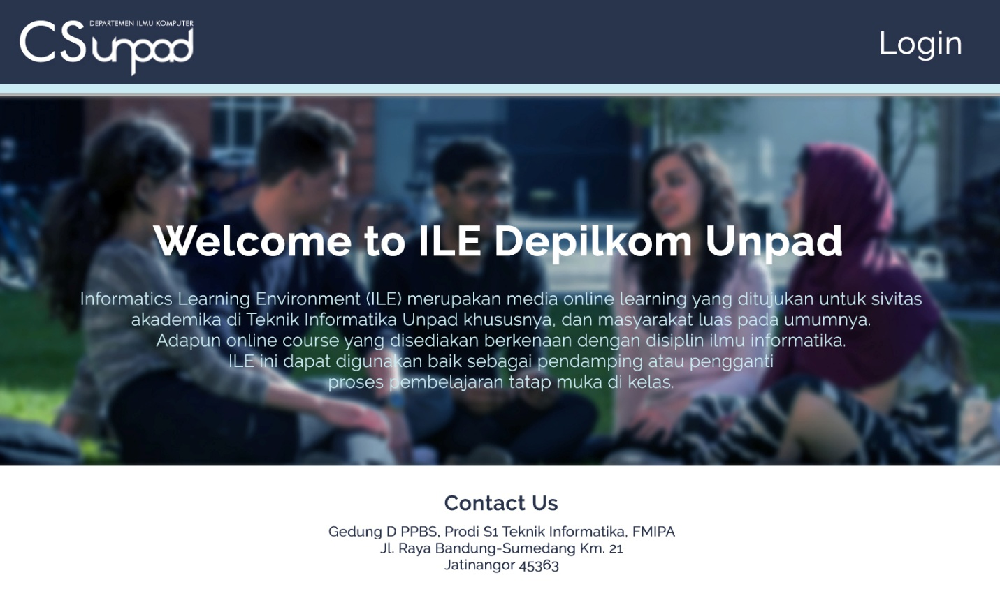 CS unpad
DEPARTEMEN ILMU KOMPUTER
Login
Welcome to ILE Depilkom Unpad
Informatics Learning Environment (ILE) merupakan media online learning yang ditujukan untuk sivitas
akademika di Teknik Informatika Unpad khususnya, dan masyarakat luas pada umumnya.
Adapun online course yang disediakan berkenaan dengan disiplin ilmu informatika.
ILE ini dapat digunakan baik sebagai pendamping atau pengganti
proses pembelajaran tatap muka di kelas.
Contact Us
Gedung D PPBS, Prodi S1 Teknik Informatika, FMIPA
Jl. Raya Bandung-Sumedang Km. 21
Jatinangor 45363